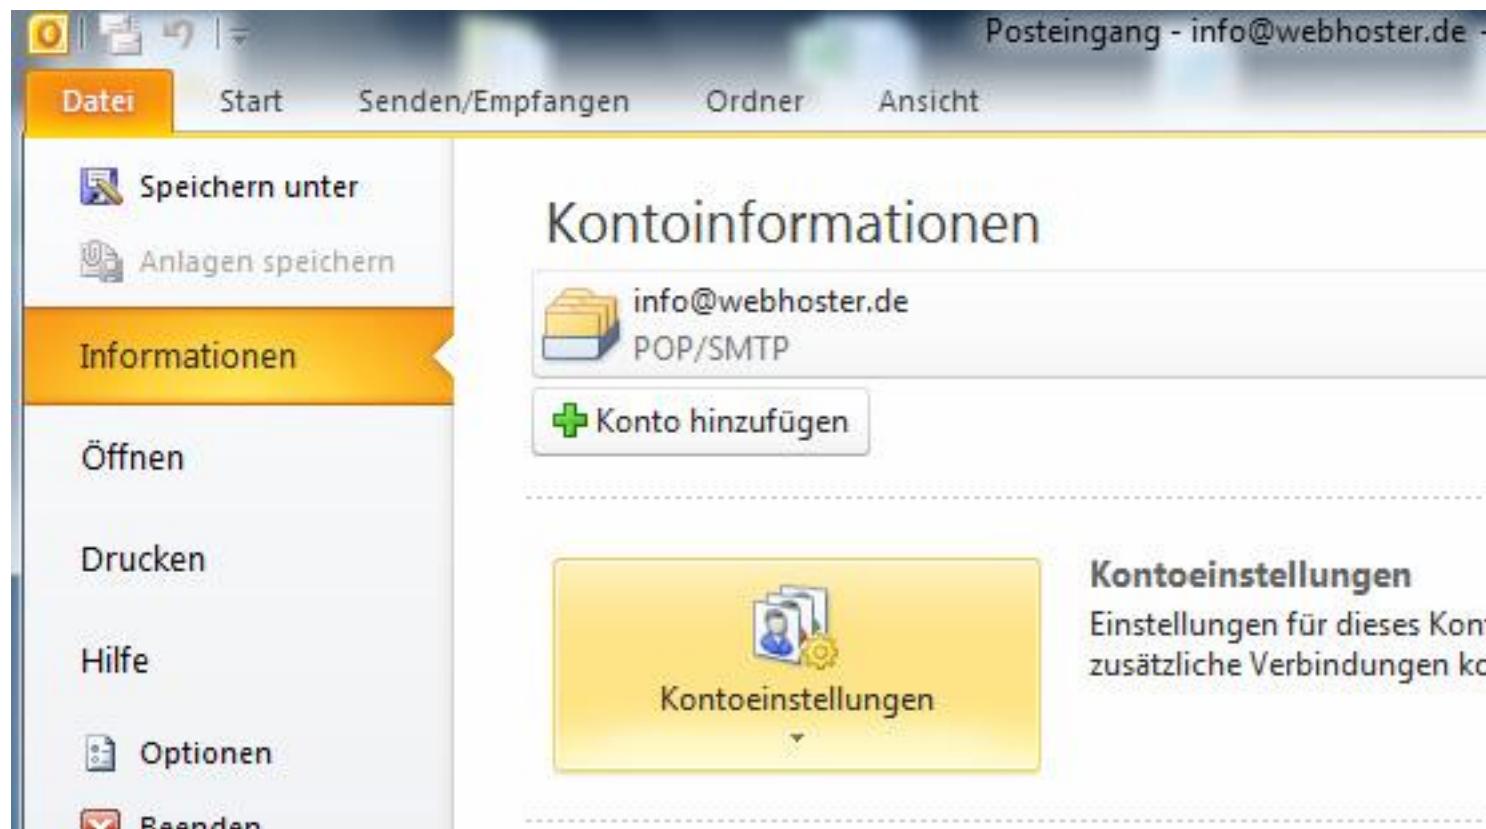 Posteingang - info@webhoster.de -
Datei Start Senden/Empfangen Ordner Ansicht
Speichern unter
Anlagen speichern
Informationen
Öffnen
Drucken
Hilfe
Optionen
Beenden
Kontoinformationen
info@webhoster.de
POP/SMTP
Konto hinzufügen
Kontoeinstellungen
Kontoeinstellungen
Einstellungen für dieses Kon
zusätzliche Verbindungen ko